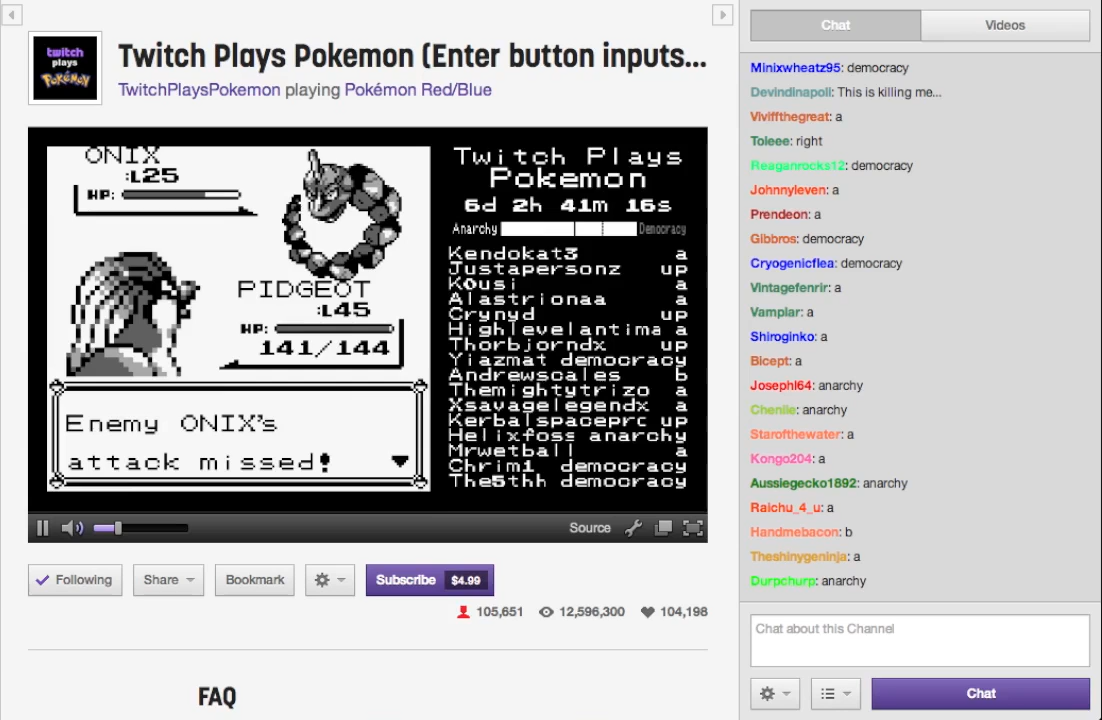 twitch
plays
POKéMON
Twitch Plays Pokemon (Enter button inputs...
TwitchPlaysPokemon playing Pokémon Red/Blue
ONIX
:L25
HP:
PIDGEOT
:L45
HP:
141/144
Enemy ONIX's
attack missed!
Twitch Plays
Pokemon
6d 2h 41m 16s
Anarchy Democracy
Kendokat3 a
Justapersonz up
K0usi a
Alastrionaa a
Crynyd up
Highlevelantima a
Thorbjorndx up
Yiazmat democracy
Andrewscales b
Themightytrizo a
Xsavagelegendx a
Kerbalspaceprc up
Helixfoss anarchy
Mrwetball a
Chrim1 democracy
The5thh democracy
Source
Following
Share
Bookmark
Subscribe $4.99
105,651 12,596,300 104,198
FAQ
Chat Videos
Minixwheatz95: democracy
Devindinapoli: This is killing me...
Viviffthegreat: a
Toleee: right
Reaganrocks12: democracy
Johnnyleven: a
Prendeon: a
Gibbros: democracy
Cryogenicflea: democracy
Vintagefenrir: a
Vamplar: a
Shiroginko: a
Bicept: a
Josephl64: anarchy
Chenile: anarchy
Starofthewater: a
Kongo204: a
Aussiegecko1892: anarchy
Raichu_4_u: a
Handmebacon: b
Theshinygeninja: a
Durpchurp: anarchy
Chat about this Channel
Chat